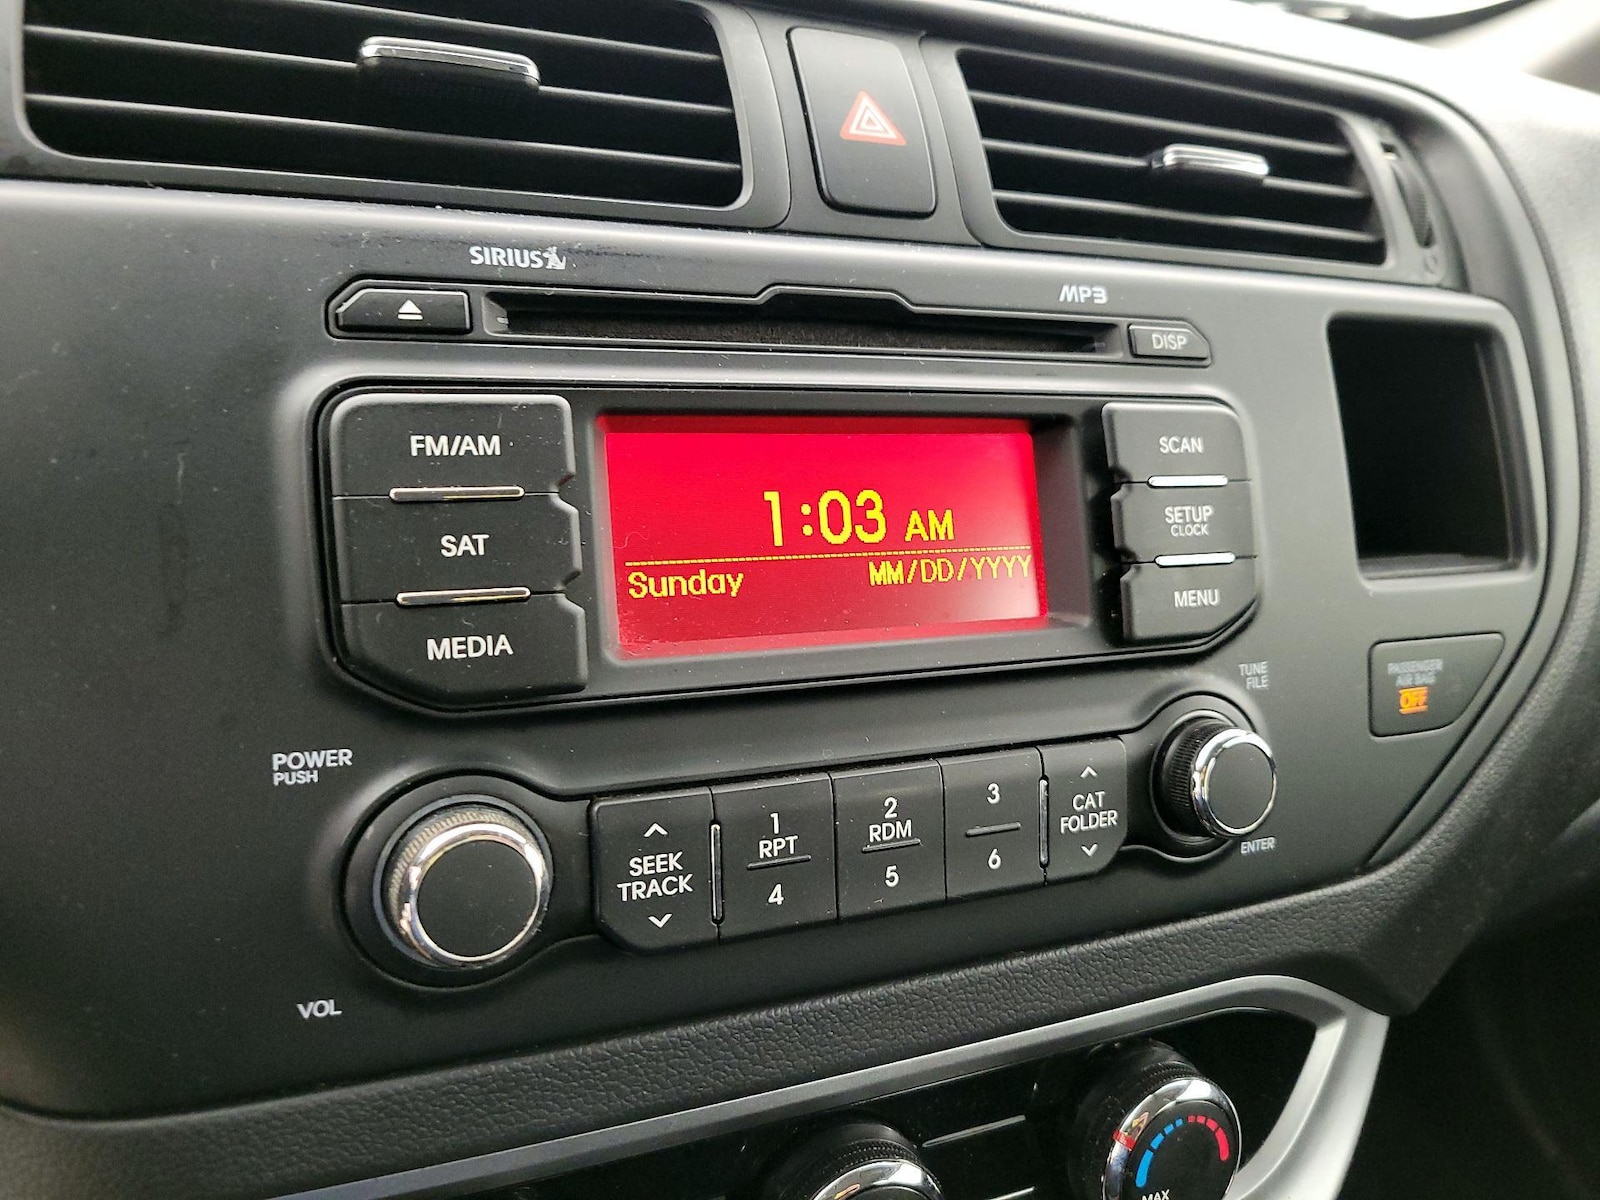 SIRIUS
MP3
DISP
FM/AM
SAT
MEDIA
1:03 AM
Sunday MM/DD/YYYY
SCAN
SETUP
CLOCK
MENU
PASSENGER
AIR BAG
OFF
TUNE
FILE
POWER
PUSH
VOL
SEEK
TRACK
1
RPT
4
2
RDM
5
3
6
CAT
FOLDER
ENTER
MAX